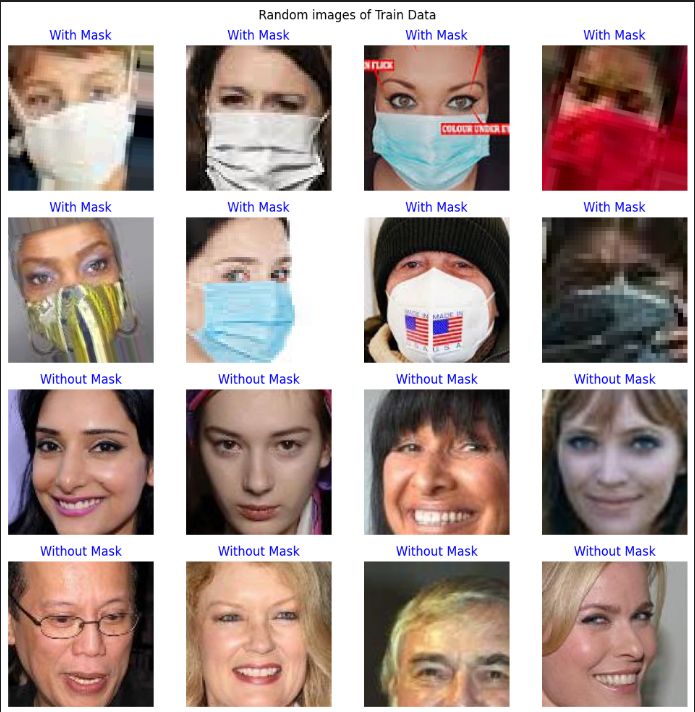 Random images of Train Data
With Mask With Mask With Mask With Mask
N FLICK
COLOUR UNDER EY
With Mask With Mask With Mask With Mask
MADE IN MADE IN
U S A U S A
Without Mask Without Mask Without Mask Without Mask
Without Mask Without Mask Without Mask Without Mask